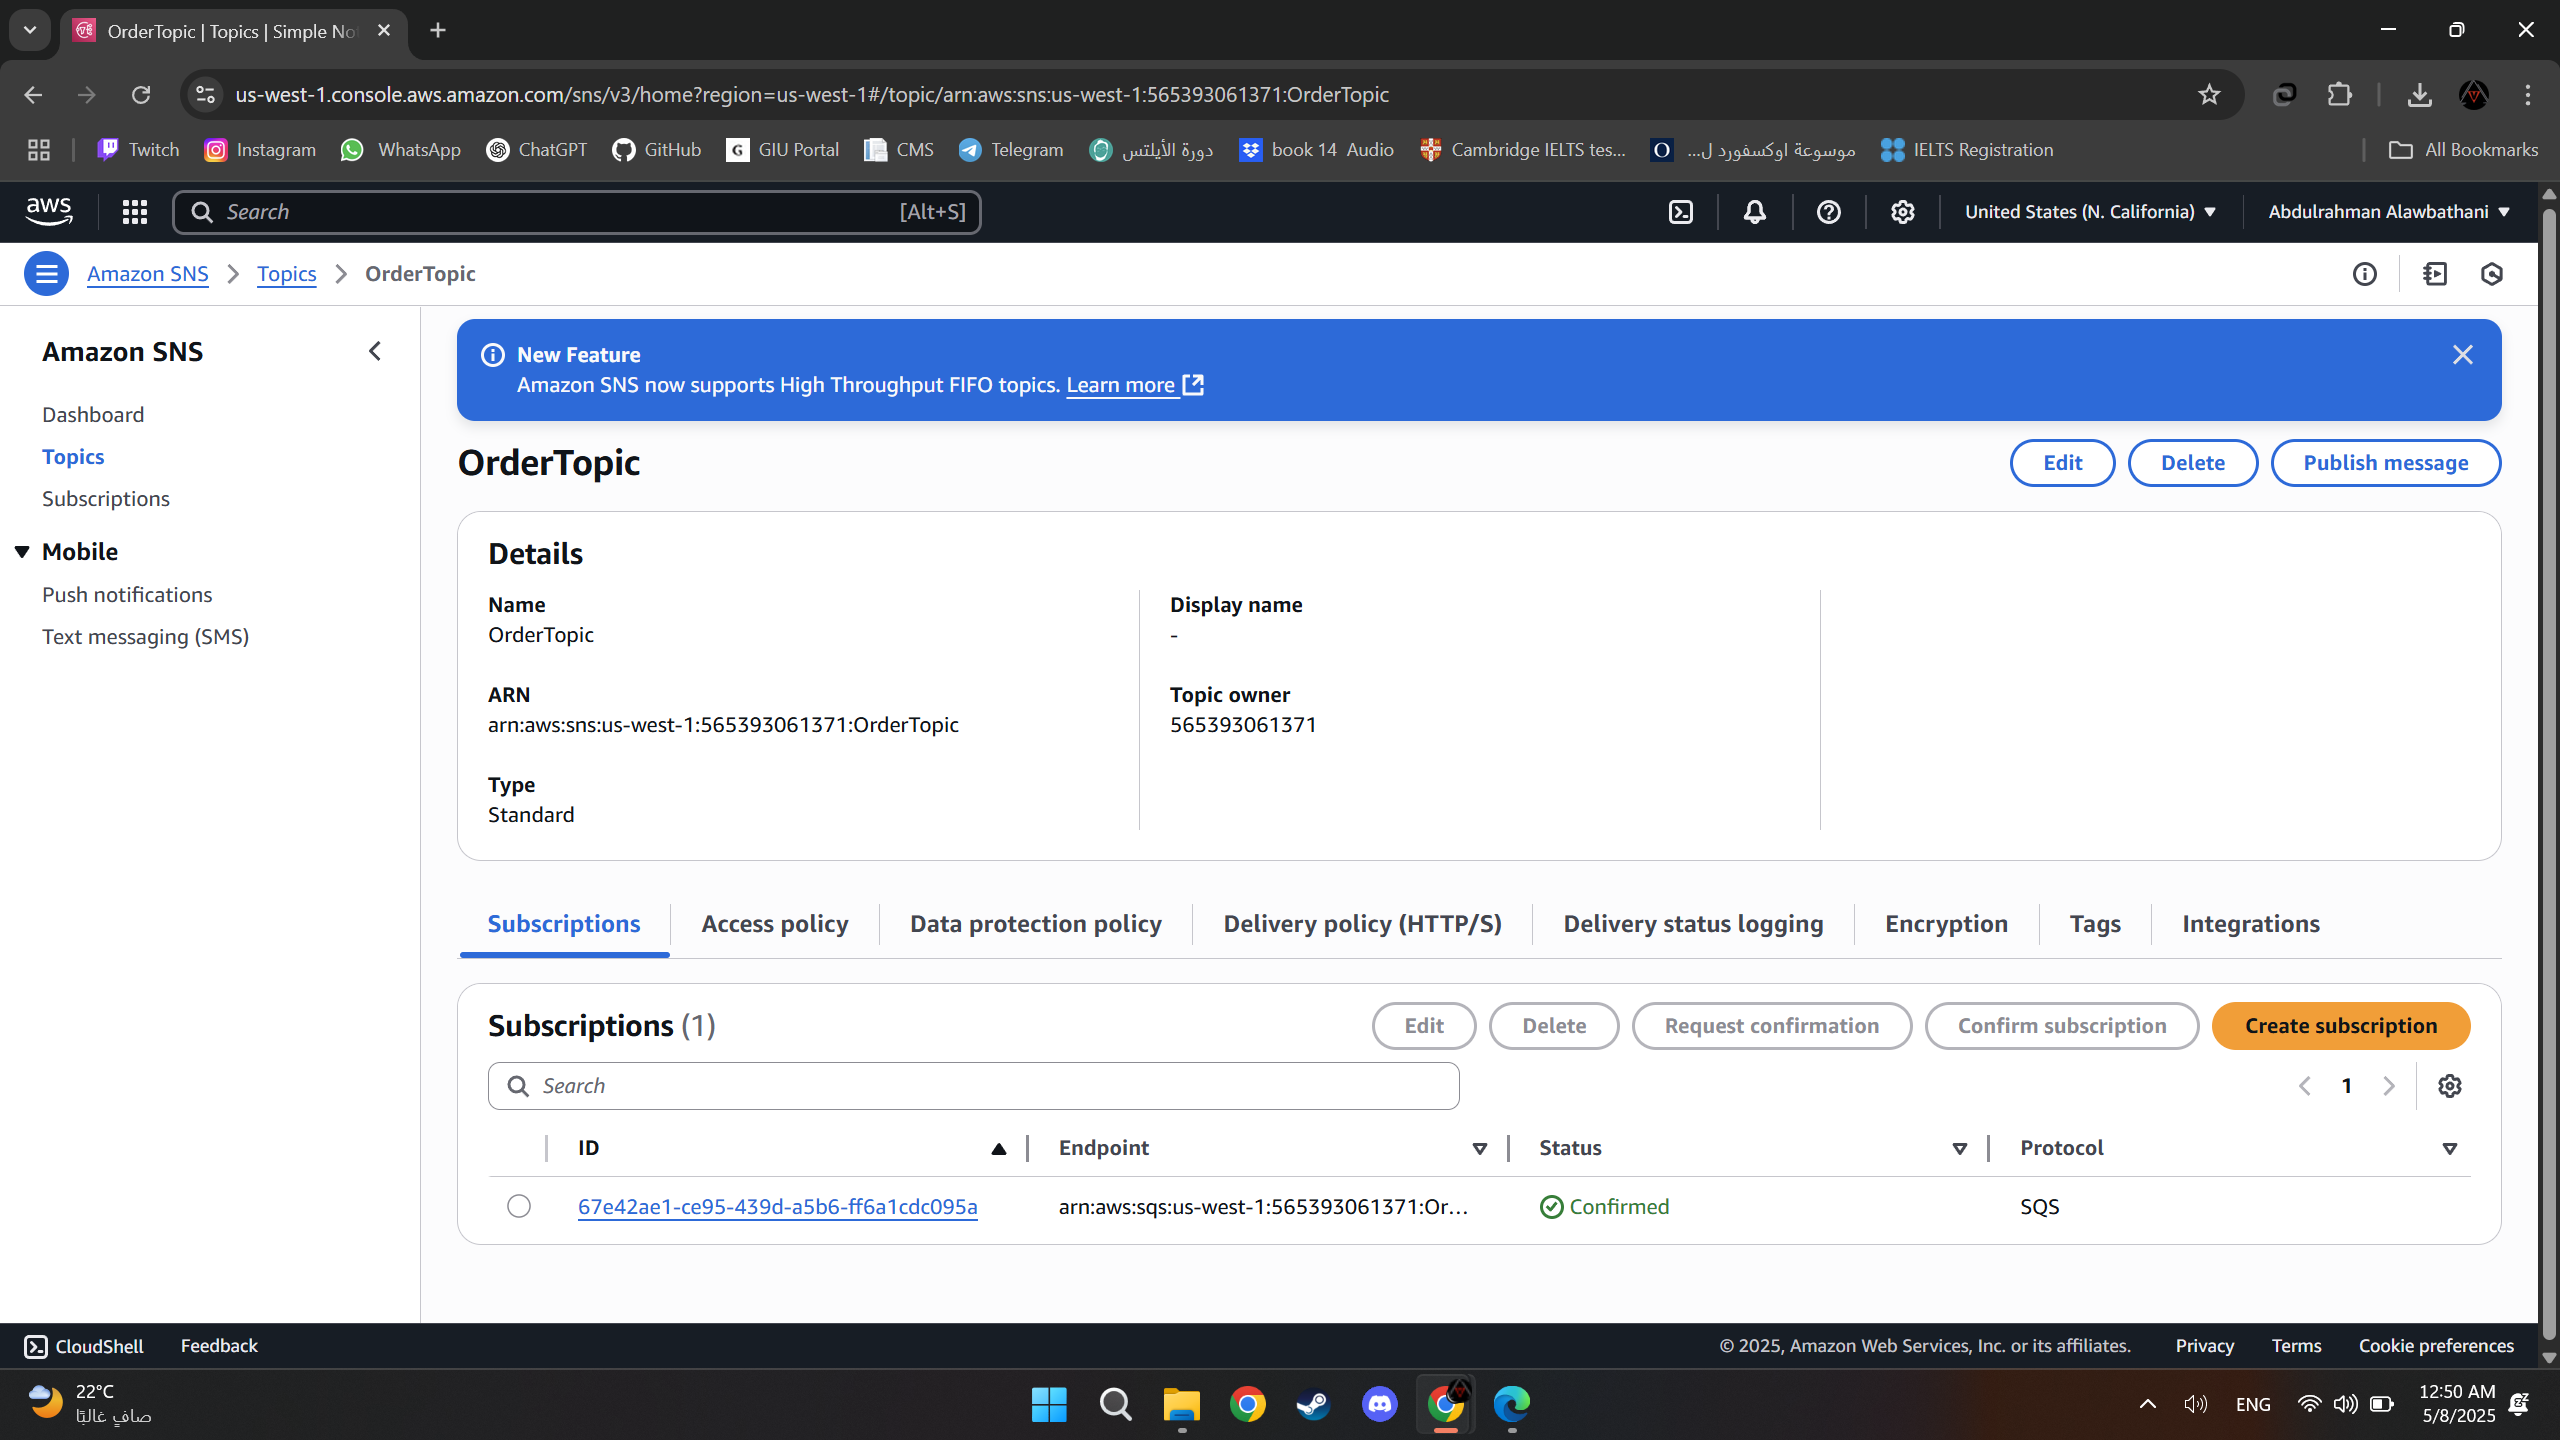 OrderTopic | Topics | Simple No
us-west-1.console.aws.amazon.com/sns/v3/home?region=us-west-1#/topic/arn:aws:sns:us-west-1:565393061371:OrderTopic
Twitch Instagram WhatsApp ChatGPT GitHub GIU Portal CMS Telegram دورة الأيلتس book 14 Audio Cambridge IELTS tes... موسوعة اوكسفورد ل... IELTS Registration All Bookmarks
aws Search [Alt+S] United States (N. California) Abdulrahman Alawbathani
Amazon SNS Topics OrderTopic
Amazon SNS
Dashboard
Topics
Subscriptions
Mobile
Push notifications
Text messaging (SMS)
New Feature
Amazon SNS now supports High Throughput FIFO topics. Learn more
OrderTopic Edit Delete Publish message
Details
Name
OrderTopic
ARN
arn:aws:sns:us-west-1:565393061371:OrderTopic
Type
Standard
Display name
-
Topic owner
565393061371
Subscriptions Access policy Data protection policy Delivery policy (HTTP/S) Delivery status logging Encryption Tags Integrations
Subscriptions (1) Edit Delete Request confirmation Confirm subscription Create subscription
Search 1
ID Endpoint Status Protocol
67e42ae1-ce95-439d-a5b6-ff6a1cdc095a arn:aws:sqs:us-west-1:565393061371:Or... Confirmed SQS
CloudShell Feedback © 2025, Amazon Web Services, Inc. or its affiliates. Privacy Terms Cookie preferences
22°C
صافٍ غالبًا
ENG
12:50 AM
5/8/2025